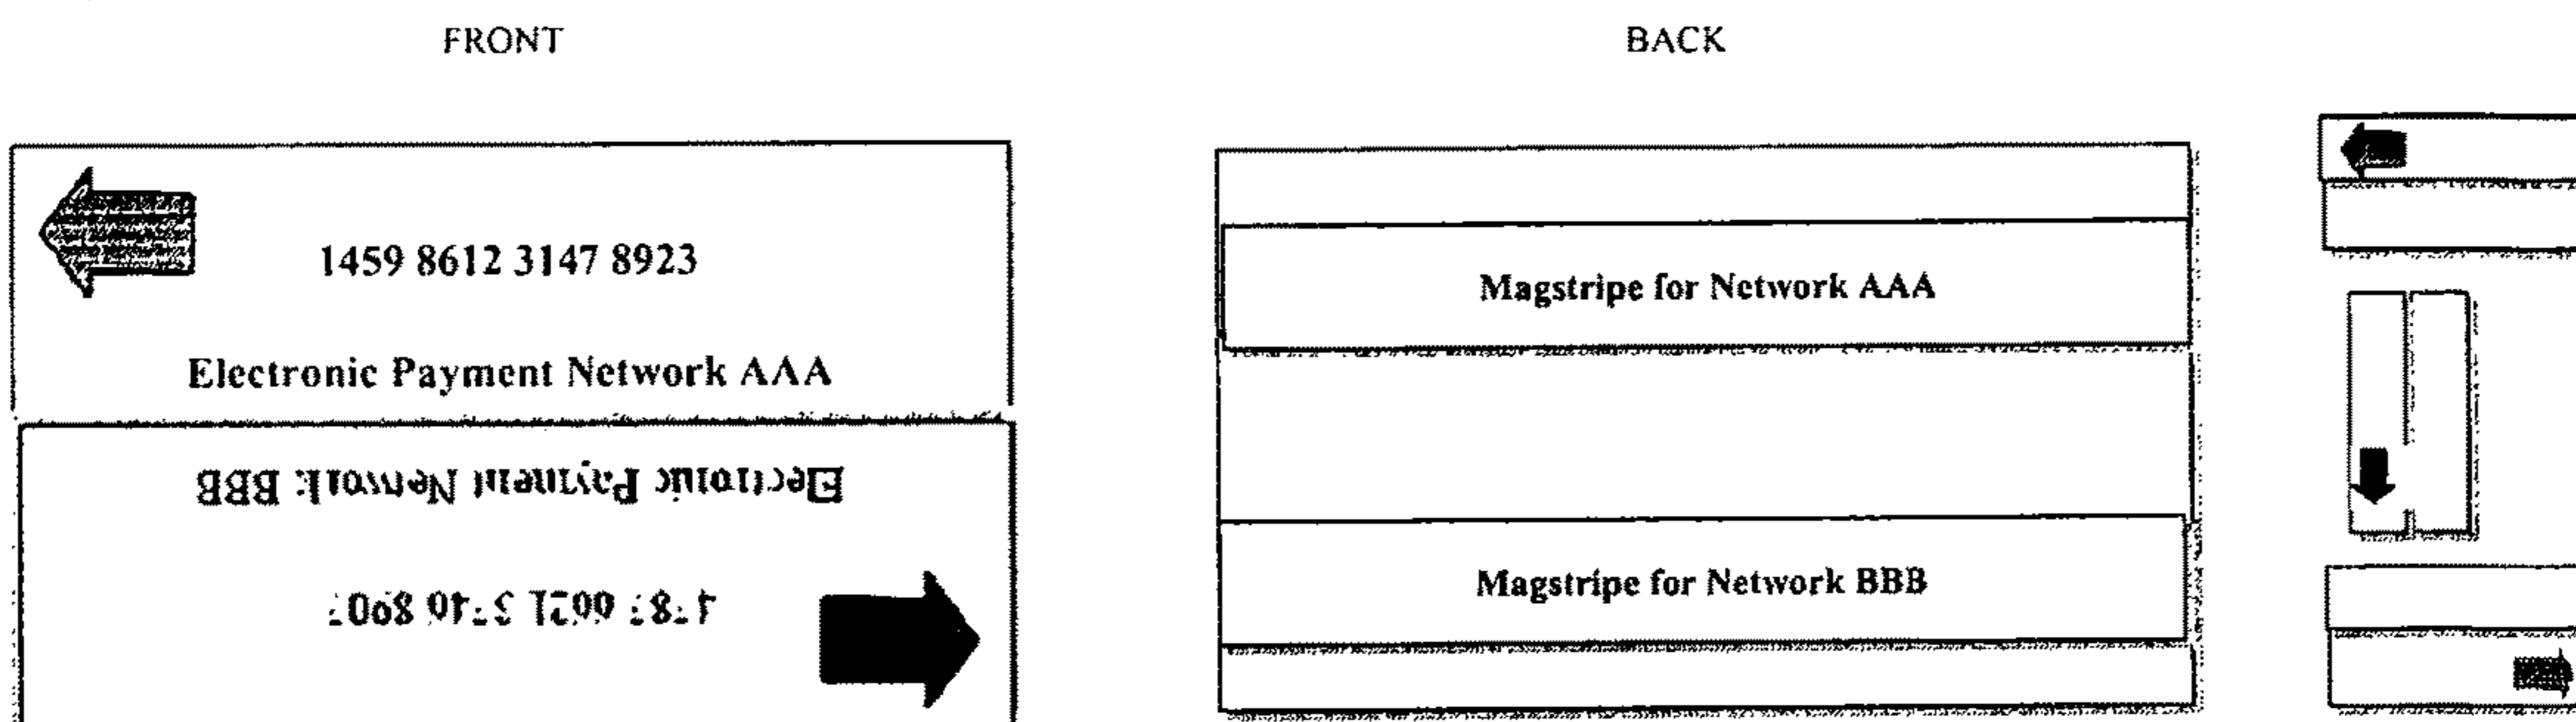 FRONT
1459 8612 3147 8923
Electronic Payment Network AAA
Electronic Payment Network BBB
BACK
Magstripe for Network AAA
Magstripe for Network BBB